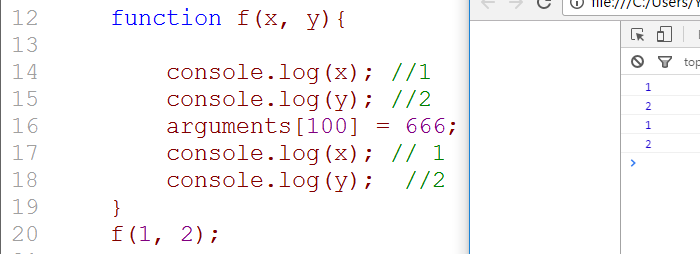 file:///C:/Users/Y
12 function f(x, y){
top
13
14 console.log(x); //1
15 console.log(y); //2
16 arguments[100] = 666;
17 console.log(x); // 1
18 console.log(y);  //2
19 }
20 f(1, 2);
1
2
1
2
>